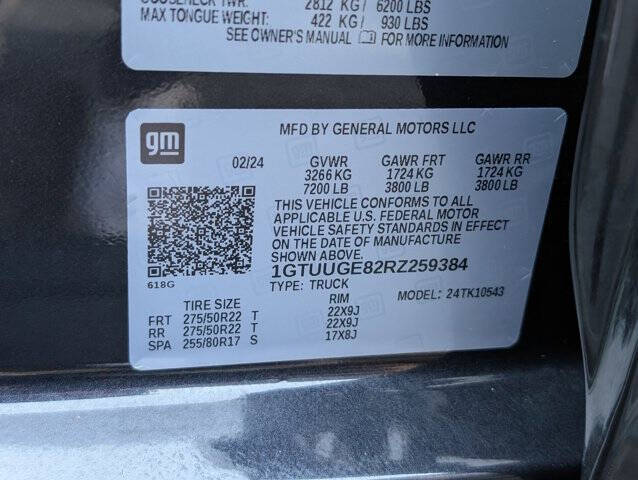 2812 KG / 6200 LBS
MAX TONGUE WEIGHT: 422 KG / 930 LBS
SEE OWNER'S MANUAL FOR MORE INFORMATION
gm
MFD BY GENERAL MOTORS LLC
02/24 GVWR GAWR FRT GAWR RR
3266 KG 1724 KG 1724 KG
7200 LB 3800 LB 3800 LB
THIS VEHICLE CONFORMS TO ALL
APPLICABLE U.S. FEDERAL MOTOR
VEHICLE SAFETY STANDARDS IN EFFECT
ON THE DATE OF MANUFACTURE
SHOWN ABOVE.
1GTUUGE82RZ259384
618G
TYPE: TRUCK MODEL: 24TK10543
TIRE SIZE RIM
FRT 275/50R22 T 22X9J
RR 275/50R22 T 22X9J
SPA 255/80R17 S 17X8J